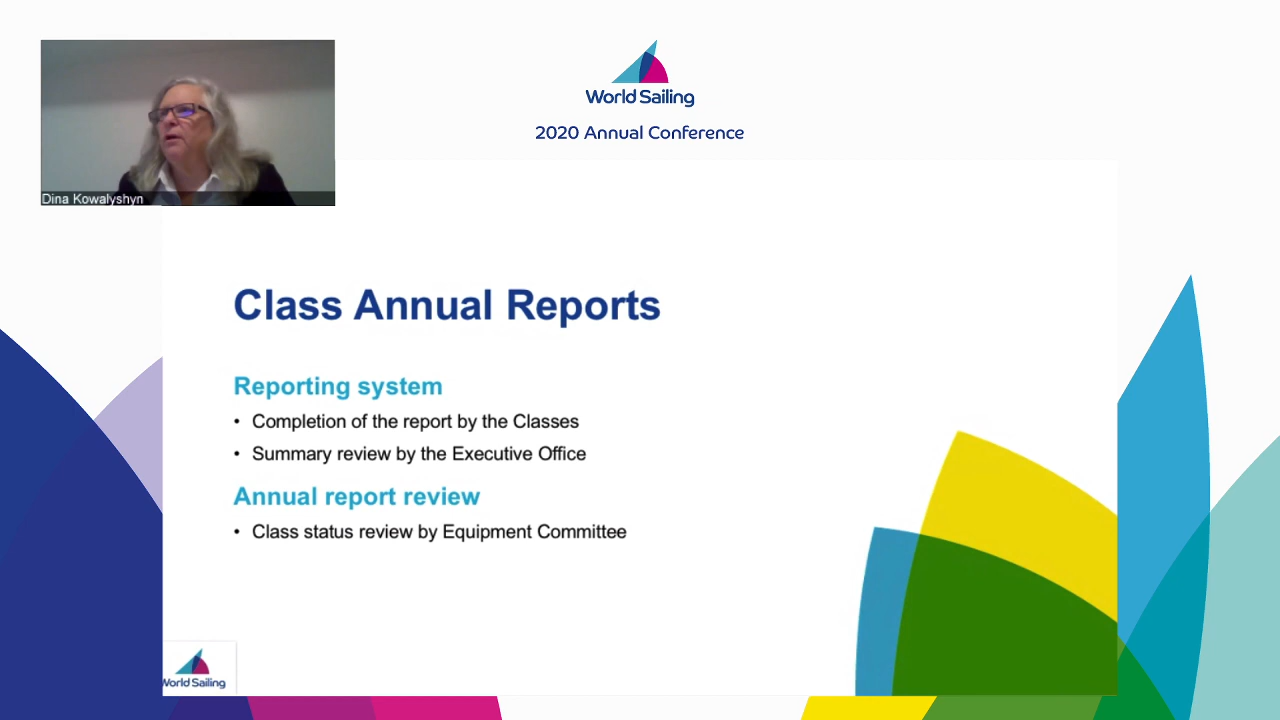 World Sailing
2020 Annual Conference
Dina Kowalyshyn
Class Annual Reports
Reporting system
• Completion of the report by the Classes
• Summary review by the Executive Office
Annual report review
• Class status review by Equipment Committee
World Sailing